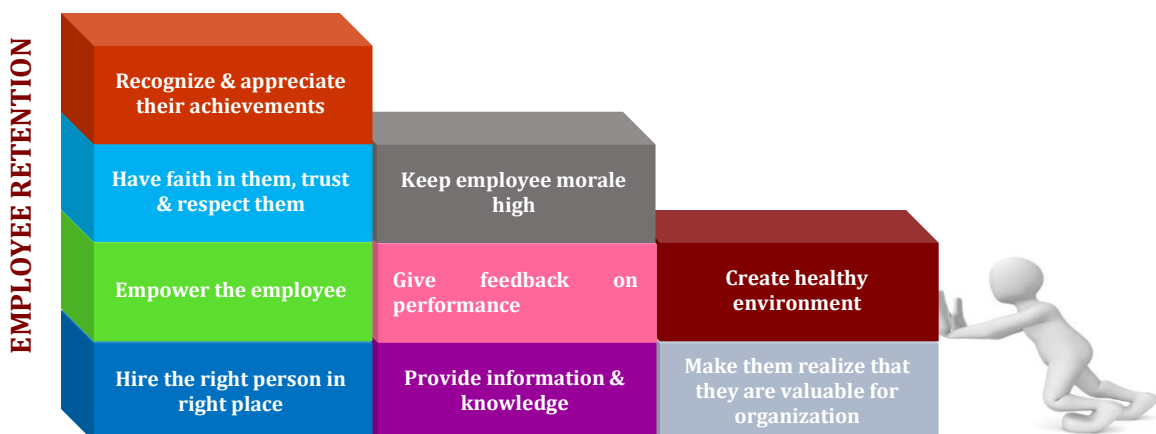 EMPLOYEE RETENTION
Recognize & appreciate
their achievements
Have faith in them, trust
& respect them
Keep employee morale
high
Empower the employee
Give feedback on
performance
Create healthy
environment
Hire the right person in
right place
Provide information &
knowledge
Make them realize that
they are valuable for
organization